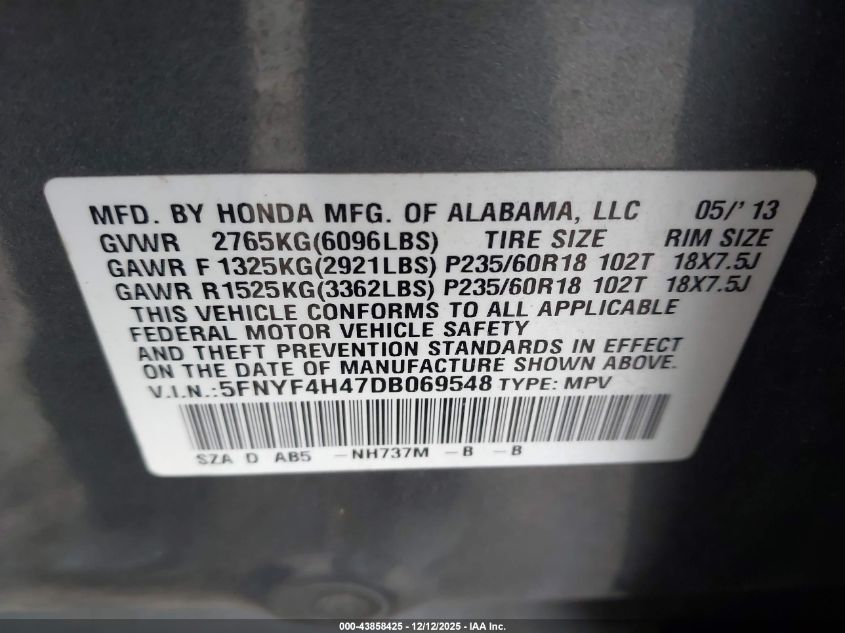 MFD. BY HONDA MFG. OF ALABAMA, LLC 05/'13
GVWR 2765KG(6096LBS) TIRE SIZE RIM SIZE
GAWR F 1325KG(2921LBS) P235/60R18 102T 18X7.5J
GAWR R1525KG(3362LBS) P235/60R18 102T 18X7.5J
THIS VEHICLE CONFORMS TO ALL APPLICABLE
FEDERAL MOTOR VEHICLE SAFETY
AND THEFT PREVENTION STANDARDS IN EFFECT
ON THE DATE OF MANUFACTURE.
V.I.N.:5FNYF4H47DB069548 TYPE: MPV
SZA D AB5 -NH737M -B -B
000-43858425 - 12/12/2025 - IAA Inc.